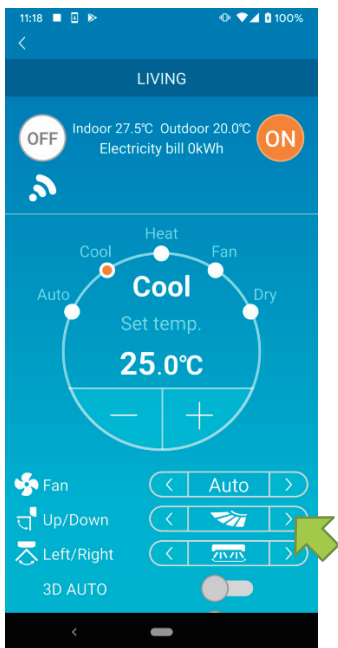 11:18 100%
LIVING
OFF
Indoor 27.5℃ Outdoor 20.0℃
Electricity bill 0kWh
ON
Heat
Cool Fan
Auto Cool Dry
Set temp.
25.0℃
Fan Auto
Up/Down
Left/Right
3D AUTO